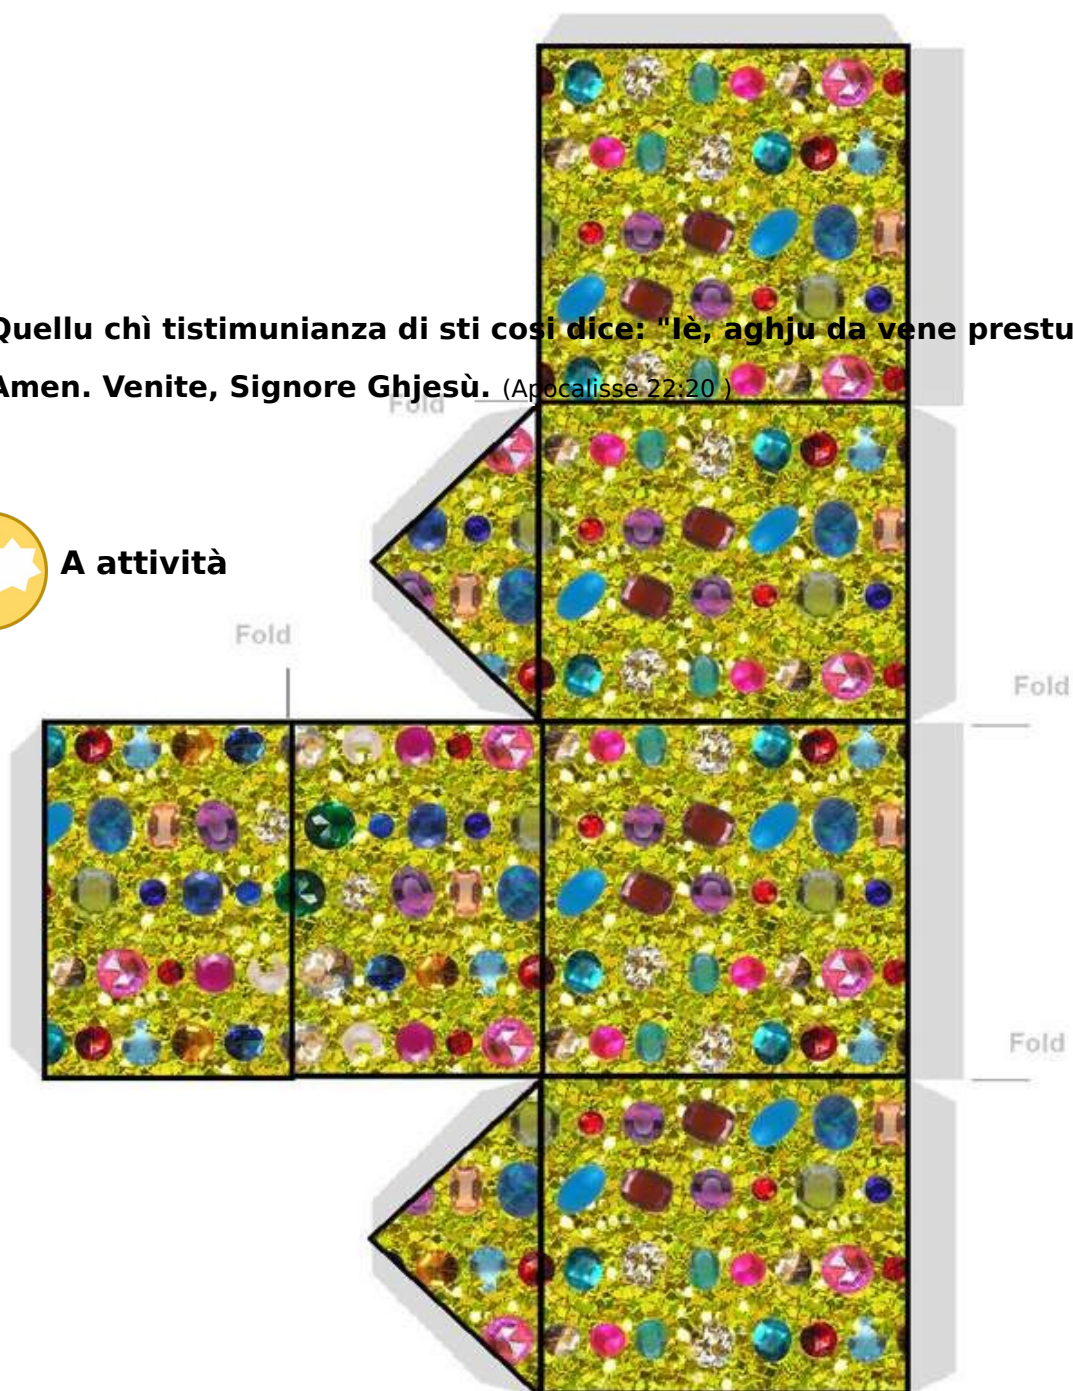 Quellu chì tistimunianza di sti cosi dice: "Iè, aghju da vene prestu
Amen. Venite, Signore Ghjesù. (Apocalisse 22:20 )
Fold
A attività
Fold
Fold
Fold